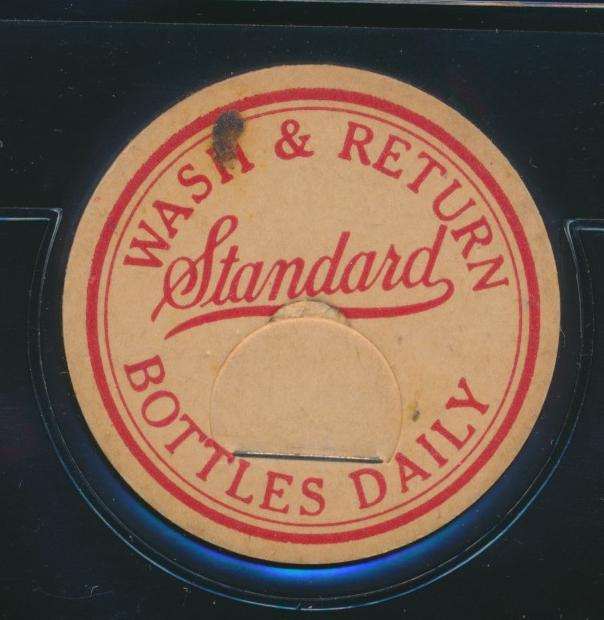 WASH & RETURN
Standard
BOTTLES DAILY